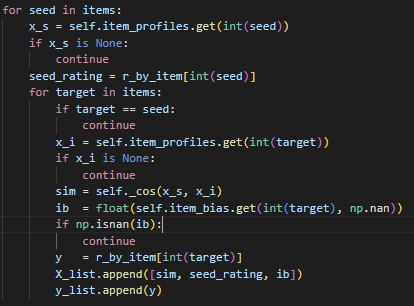 for seed in items:
    x_s = self.item_profiles.get(int(seed))
    if x_s is None:
        continue
    seed_rating = r_by_item[int(seed)]
    for target in items:
        if target == seed:
            continue
        x_i = self.item_profiles.get(int(target))
        if x_i is None:
            continue
        sim = self._cos(x_s, x_i)
        ib  = float(self.item_bias.get(int(target), np.nan))
        if np.isnan(ib):
            continue
        y   = r_by_item[int(target)]
        X_list.append([sim, seed_rating, ib])
        y_list.append(y)